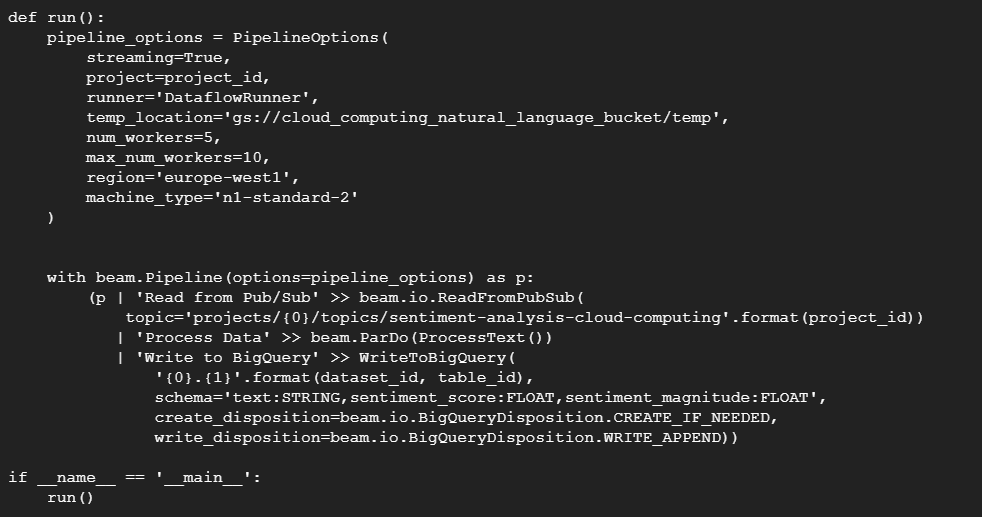 def run():
    pipeline_options = PipelineOptions(
        streaming=True,
        project=project_id,
        runner='DataflowRunner',
        temp_location='gs://cloud_computing_natural_language_bucket/temp',
        num_workers=5,
        max_num_workers=10,
        region='europe-west1',
        machine_type='n1-standard-2'
    )
    with beam.Pipeline(options=pipeline_options) as p:
        (p | 'Read from Pub/Sub' >> beam.io.ReadFromPubSub(
            topic='projects/{0}/topics/sentiment-analysis-cloud-computing'.format(project_id))
           | 'Process Data' >> beam.ParDo(ProcessText())
           | 'Write to BigQuery' >> WriteToBigQuery(
               '{0}.{1}'.format(dataset_id, table_id),
               schema='text:STRING,sentiment_score:FLOAT,sentiment_magnitude:FLOAT',
               create_disposition=beam.io.BigQueryDisposition.CREATE_IF_NEEDED,
               write_disposition=beam.io.BigQueryDisposition.WRITE_APPEND))
if __name__ == '__main__':
    run()